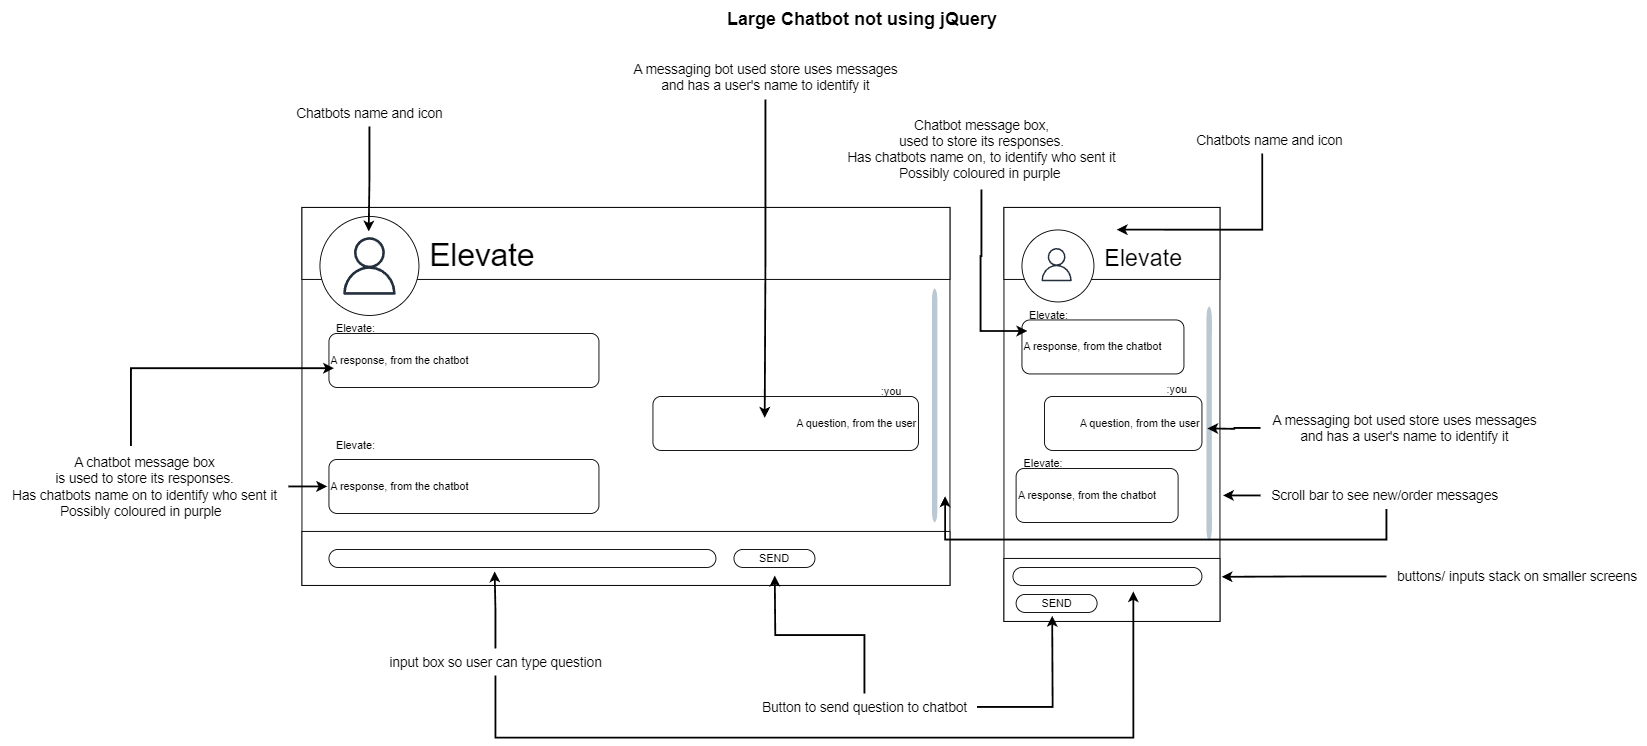 Large Chatbot not using jQuery
A messaging bot used store uses messages
and has a user's name to identify it
Chatbots name and icon
Chatbot message box,
used to store its responses.
Has chatbots name on, to identify who sent it
Possibly coloured in purple
Chatbots name and icon
Elevate
Elevate:
A response, from the chatbot
:you
A question, from the user
Elevate:
A response, from the chatbot
SEND
A chatbot message box
is used to store its responses.
Has chatbots name on to identify who sent it
Possibly coloured in purple
Elevate
Elevate:
A response, from the chatbot
:you
A question, from the user
Elevate:
A response, from the chatbot
SEND
A messaging bot used store uses messages
and has a user's name to identify it
Scroll bar to see new/order messages
buttons/ inputs stack on smaller screens
input box so user can type question
Button to send question to chatbot